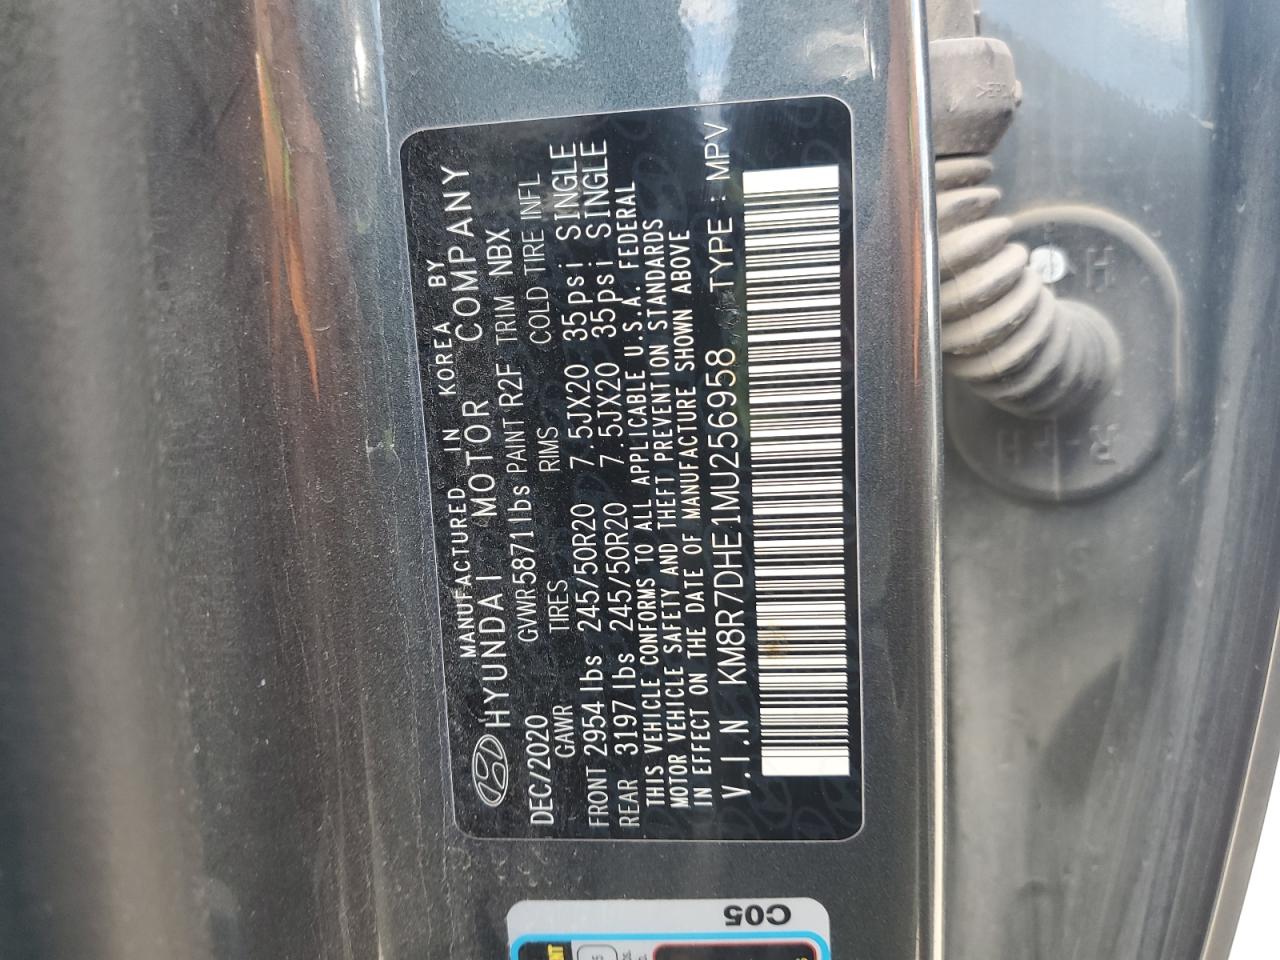 MANUFACTURED IN KOREA BY
HYUNDAI MOTOR COMPANY
DEC/2020 GVWR 5871 lbs PAINT R2F TRIM NBX
GAWR TIRES RIMS COLD TIRE INFL
FRONT 2954 lbs 245/50R20 7.5JX20 35psi SINGLE
REAR 3197 lbs 245/50R20 7.5JX20 35psi SINGLE
THIS VEHICLE CONFORMS TO ALL APPLICABLE U.S.A. FEDERAL
MOTOR VEHICLE SAFETY AND THEFT PREVENTION STANDARDS
IN EFFECT ON THE DATE OF MANUFACTURE SHOWN ABOVE
V.I.N KM8R7DHE1MU256958 TYPE : MPV
C05